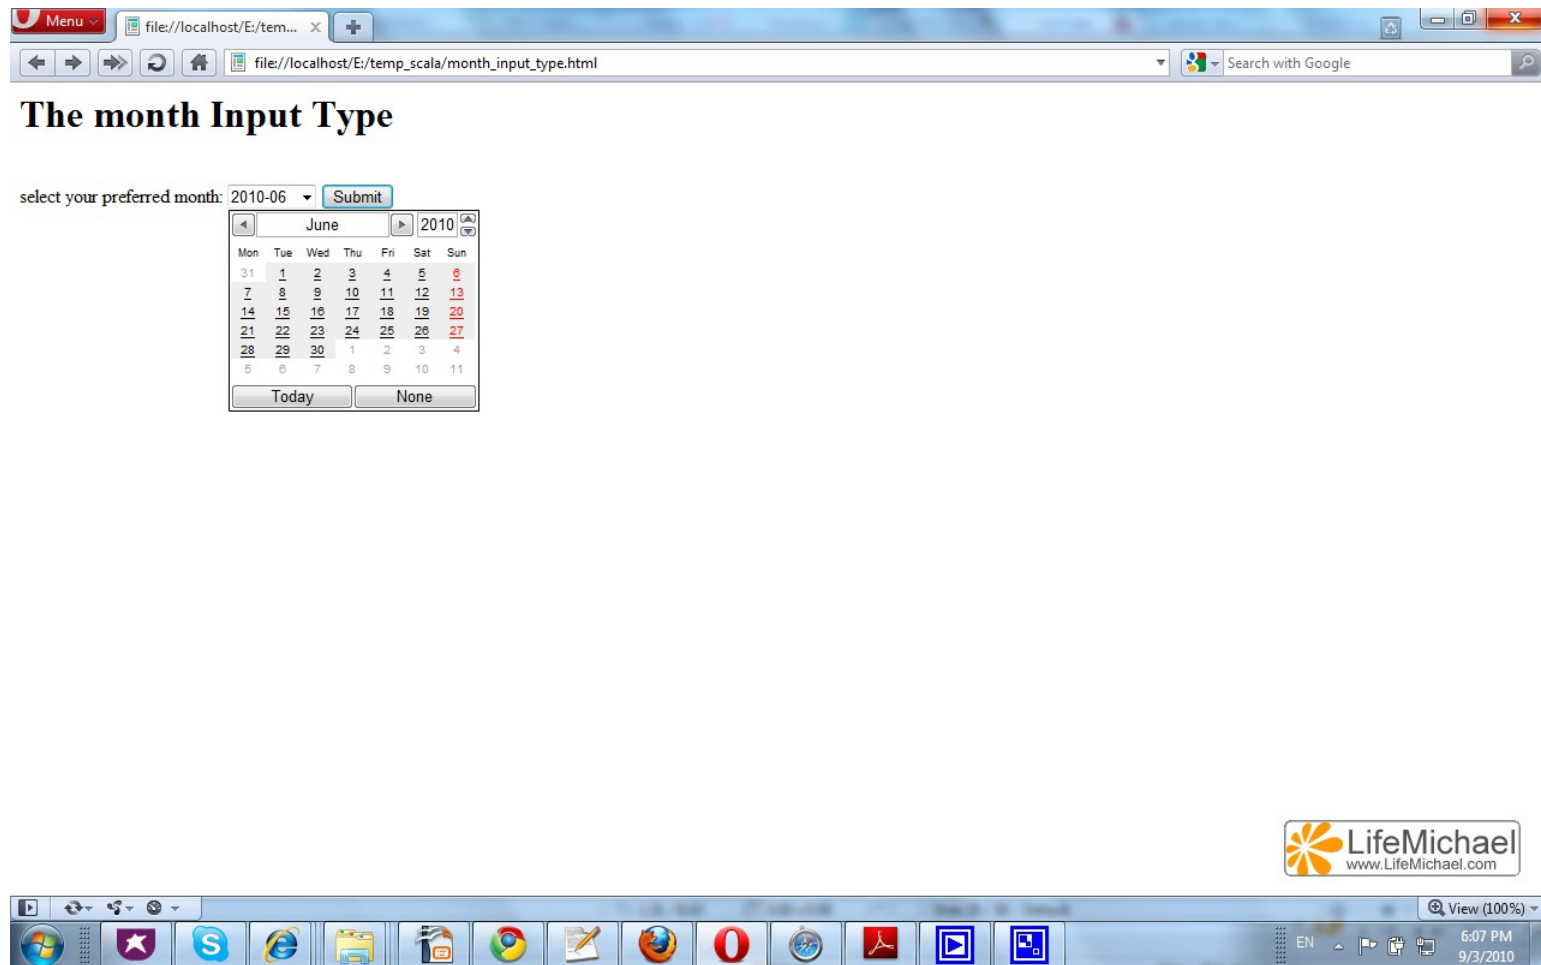 Menu
file://localhost/E:/tem...
file://localhost/E:/temp_scala/month_input_type.html
Search with Google
The month Input Type
select your preferred month: 2010-06 Submit
June 2010
Mon Tue Wed Thu Fri Sat Sun
31 1 2 3 4 5 6
7 8 9 10 11 12 13
14 15 16 17 18 19 20
21 22 23 24 25 26 27
28 29 30 1 2 3 4
5 6 7 8 9 10 11
Today None
LifeMichael
www.LifeMichael.com
View (100%)
EN
6:07 PM
9/3/2010